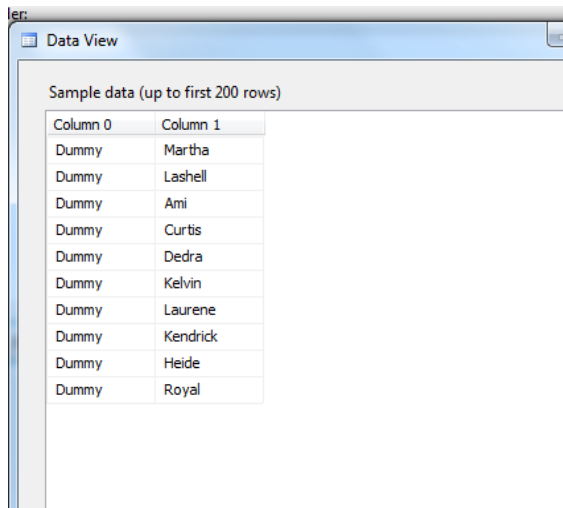 ler:
Data View
Sample data (up to first 200 rows)
Column 0 Column 1
Dummy Martha
Dummy Lashell
Dummy Ami
Dummy Curtis
Dummy Dedra
Dummy Kelvin
Dummy Laurene
Dummy Kendrick
Dummy Heide
Dummy Royal